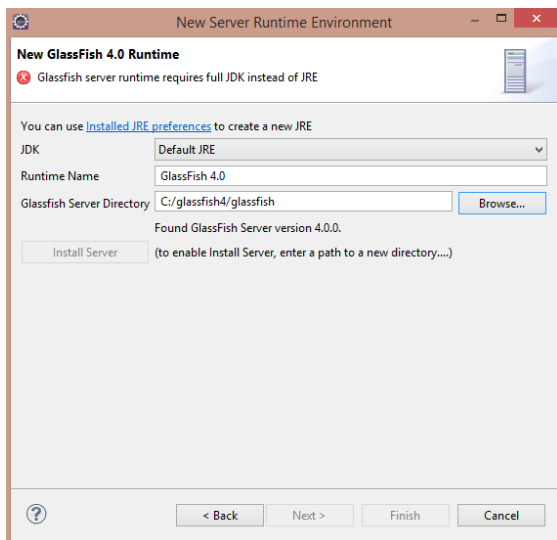 New Server Runtime Environment
New GlassFish 4.0 Runtime
Glassfish server runtime requires full JDK instead of JRE
You can use Installed JRE preferences to create a new JRE
JDK Default JRE
Runtime Name GlassFish 4.0
Glassfish Server Directory C:/glassfish4/glassfish Browse...
Found GlassFish Server version 4.0.0.
Install Server (to enable Install Server, enter a path to a new directory....)
? < Back Next > Finish Cancel